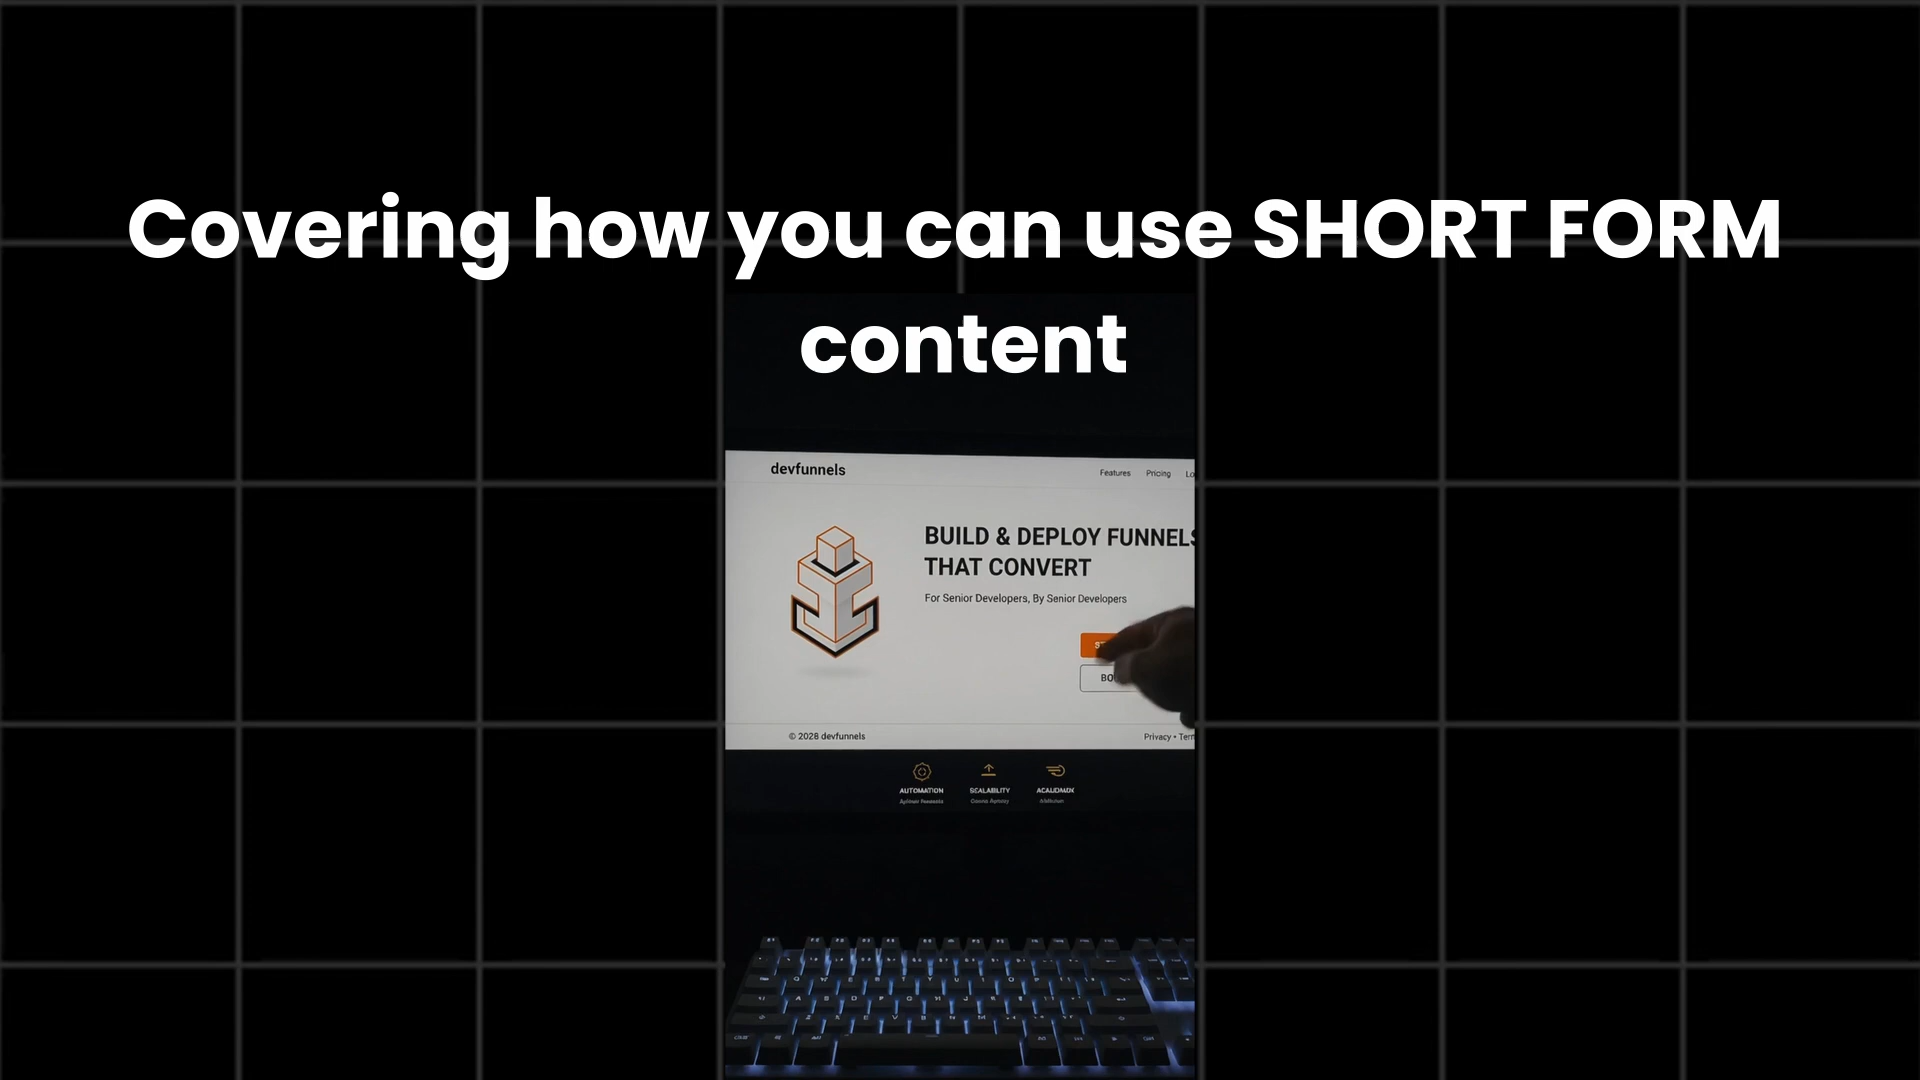 Covering how you can use SHORT FORM
content
devfunnels
Features Pricing
BUILD & DEPLOY FUNNELS
THAT CONVERT
For Senior Developers, By Senior Developers
© 2028 devfunnels
Privacy •
AUTOMATION SCALABILITY